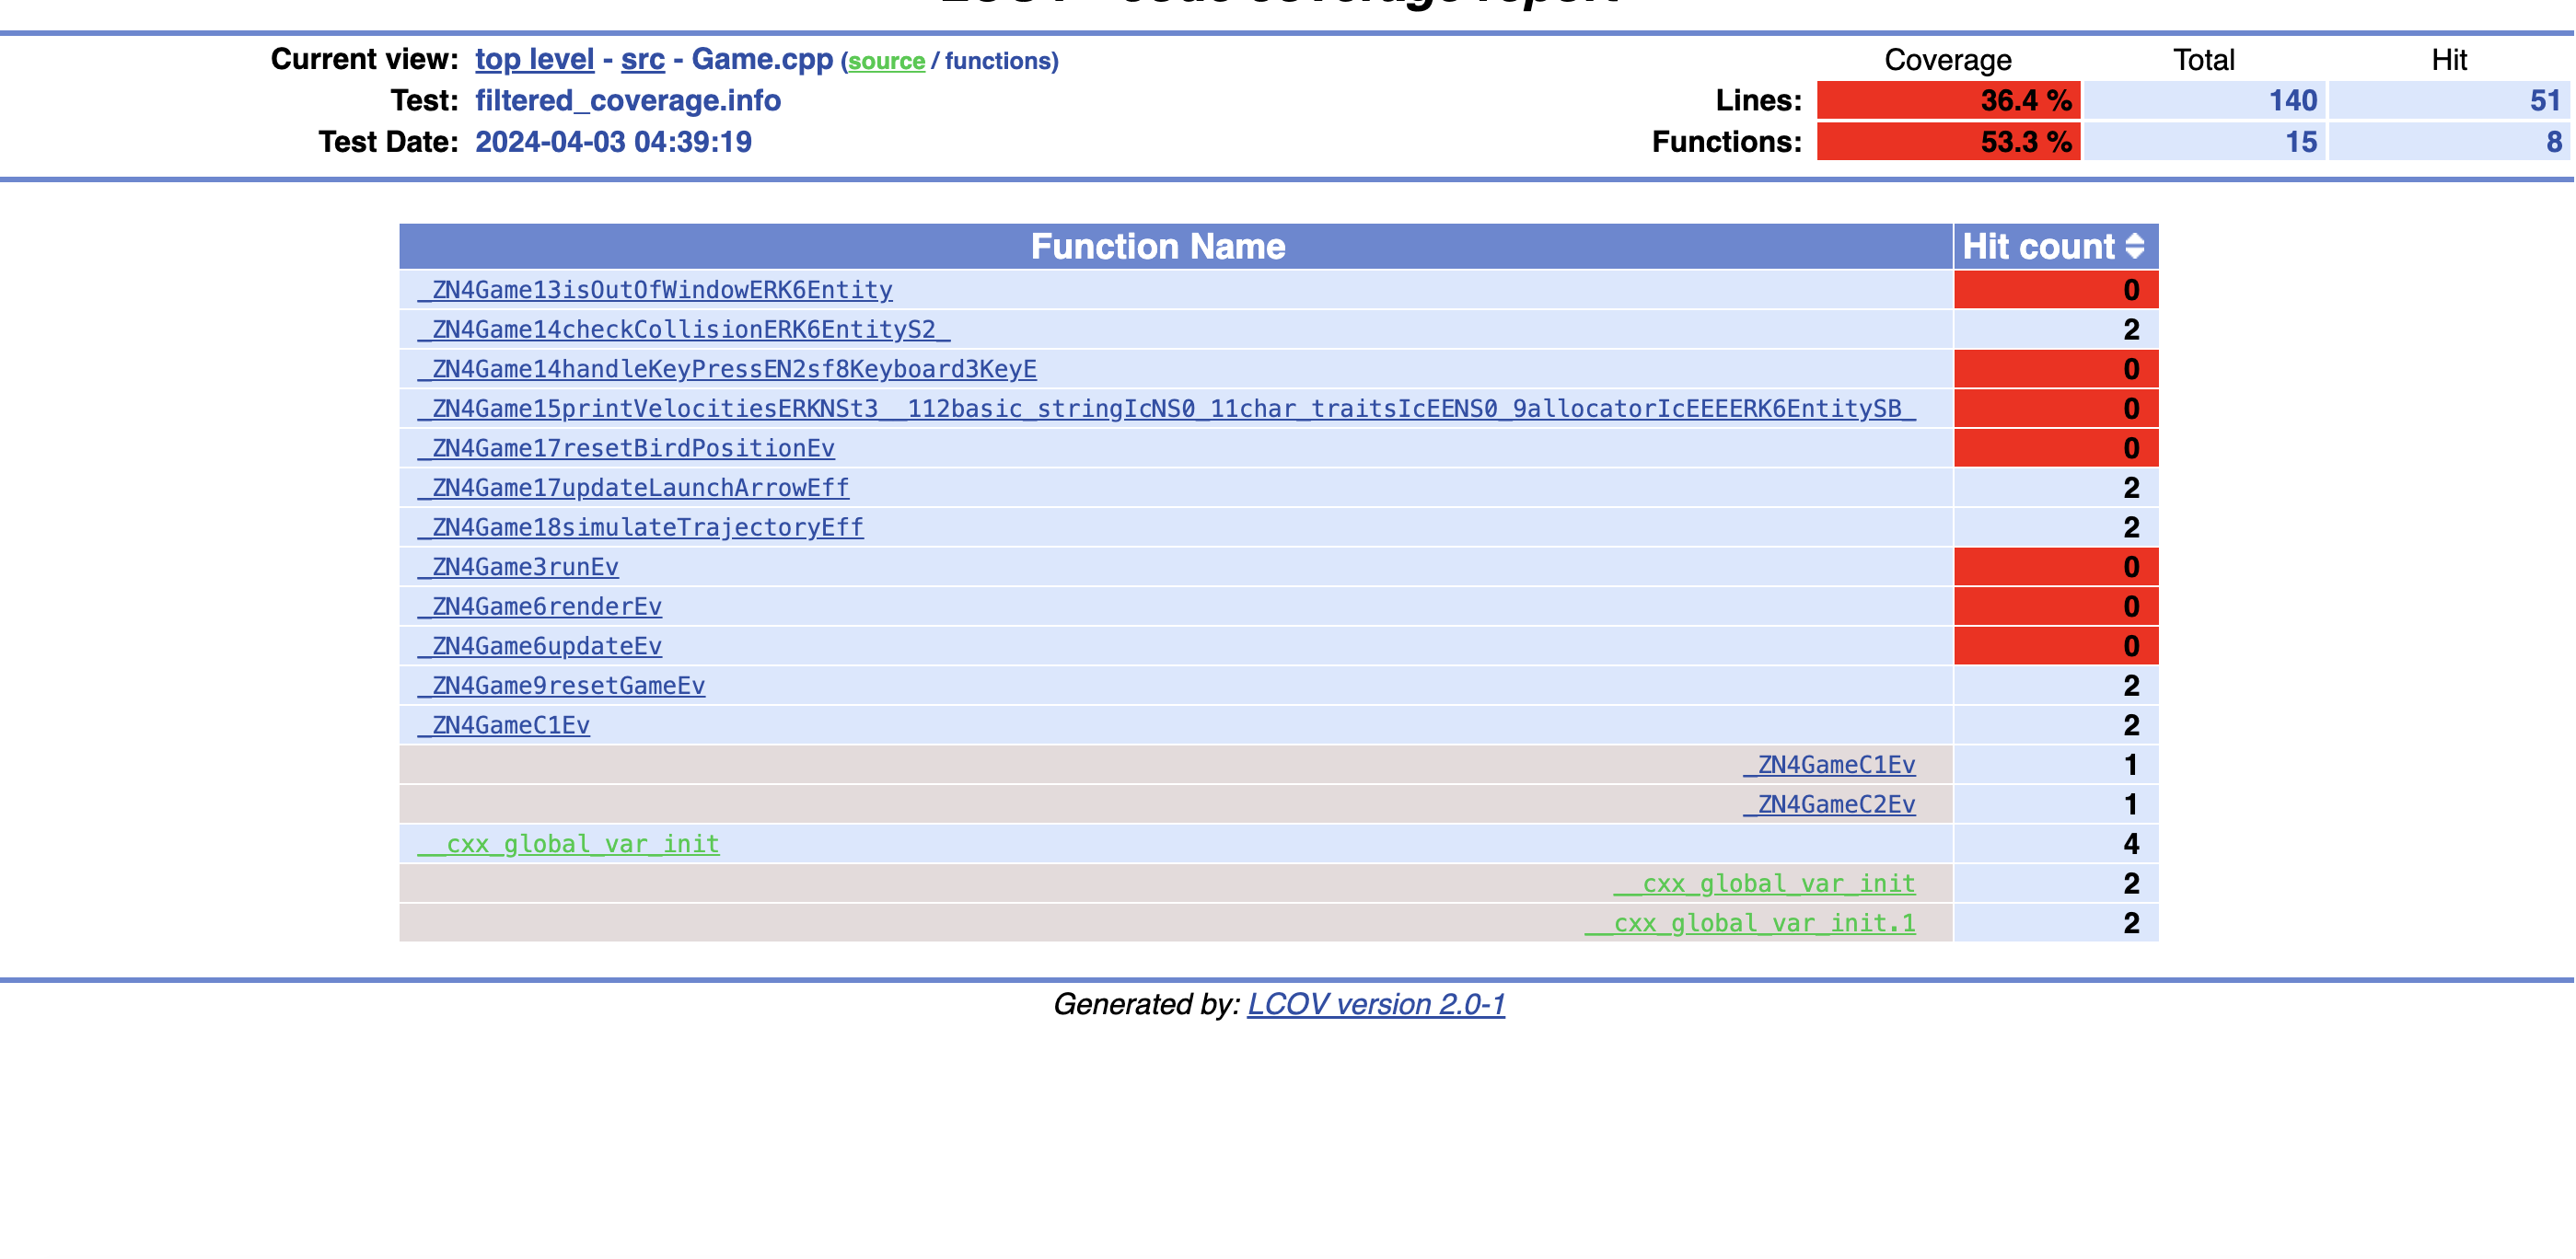 LCOV - code coverage report
Current view: top level - src - Game.cpp (source / functions)
Coverage Total Hit
Test: filtered_coverage.info
Lines: 36.4 % 140 51
Test Date: 2024-04-03 04:39:19
Functions: 53.3 % 15 8
Function Name Hit count
_ZN4Game13isOutOfWindowERK6Entity 0
_ZN4Game14checkCollisionERK6EntityS2_ 2
_ZN4Game14handleKeyPressEN2sf8Keyboard3KeyE 0
_ZN4Game15printVelocitiesERKNSt3__112basic_stringIcNS0_11char_traitsIcEENS0_9allocatorIcEEEERK6EntitySB_ 0
_ZN4Game17resetBirdPositionEv 0
_ZN4Game17updateLaunchArrowEff 2
_ZN4Game18simulateTrajectoryEff 2
_ZN4Game3runEv 0
_ZN4Game6renderEv 0
_ZN4Game6updateEv 0
_ZN4Game9resetGameEv 2
_ZN4GameC1Ev 2
_ZN4GameC1Ev 1
_ZN4GameC2Ev 1
__cxx_global_var_init 4
__cxx_global_var_init 2
__cxx_global_var_init.1 2
Generated by: LCOV version 2.0-1